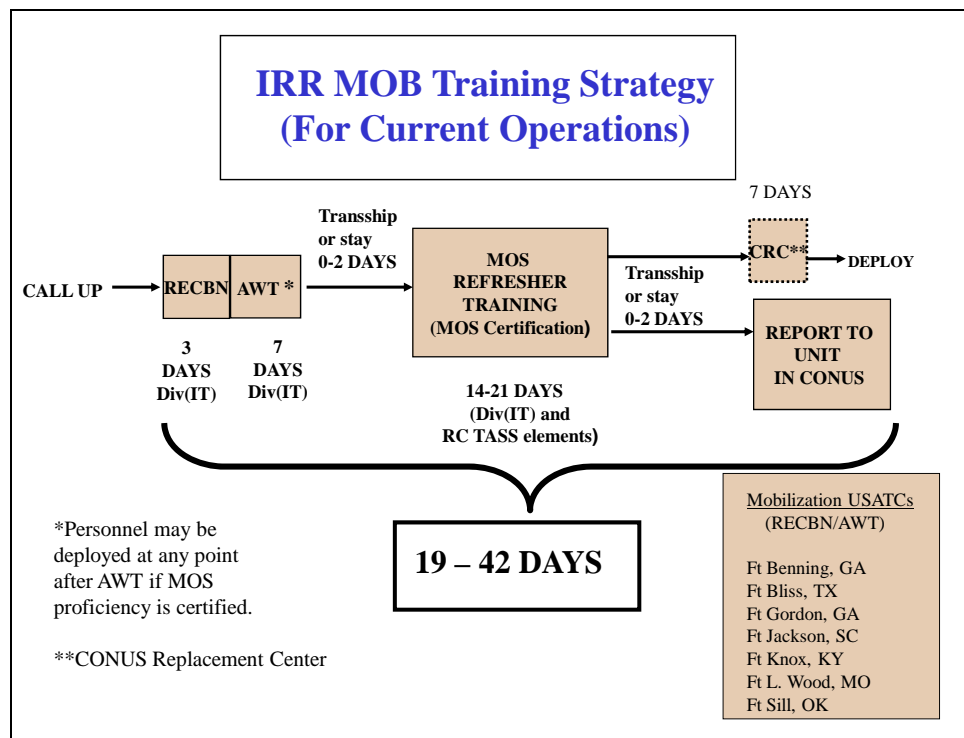 IRR MOB Training Strategy
(For Current Operations)
7 DAYS
Transship
or stay
0-2 DAYS
CALL UP
RECBN
AWT *
MOS
REFRESHER
TRAINING
(MOS Certification)
Transship
or stay
0-2 DAYS
CRC**
DEPLOY
REPORT TO
UNIT
IN CONUS
3
DAYS
Div(IT)
7
DAYS
Div(IT)
14-21 DAYS
(Div(IT) and
RC TASS elements)
19 – 42 DAYS
*Personnel may be
deployed at any point
after AWT if MOS
proficiency is certified.
**CONUS Replacement Center
Mobilization USATCs
(RECBN/AWT)
Ft Benning, GA
Ft Bliss, TX
Ft Gordon, GA
Ft Jackson, SC
Ft Knox, KY
Ft L. Wood, MO
Ft Sill, OK